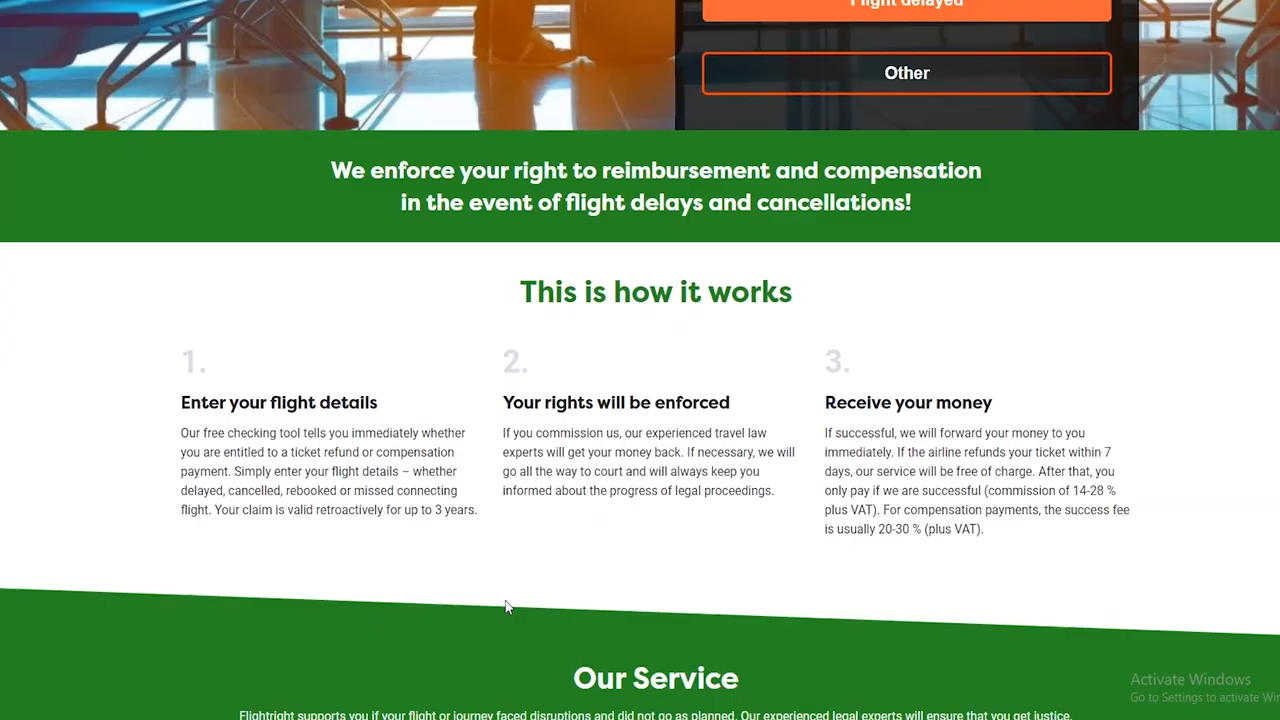 Flight delayed
Other
We enforce your right to reimbursement and compensation
in the event of flight delays and cancellations!
This is how it works
1.
Enter your flight details
Our free checking tool tells you immediately whether
you are entitled to a ticket refund or compensation
payment. Simply enter your flight details – whether
delayed, cancelled, rebooked or missed connecting
flight. Your claim is valid retroactively for up to 3 years.
2.
Your rights will be enforced
If you commission us, our experienced travel law
experts will get your money back. If necessary, we will
go all the way to court and will always keep you
informed about the progress of legal proceedings.
3.
Receive your money
If successful, we will forward your money to you
immediately. If the airline refunds your ticket within 7
days, our service will be free of charge. After that, you
only pay if we are successful (commission of 14-28 %
plus VAT). For compensation payments, the success fee
is usually 20-30 % (plus VAT).
Our Service
Flightright supports you if your flight or journey faced disruptions and did not go as planned. Our experienced legal experts will ensure that you get justice.
Activate Windows
Go to Settings to activate Win